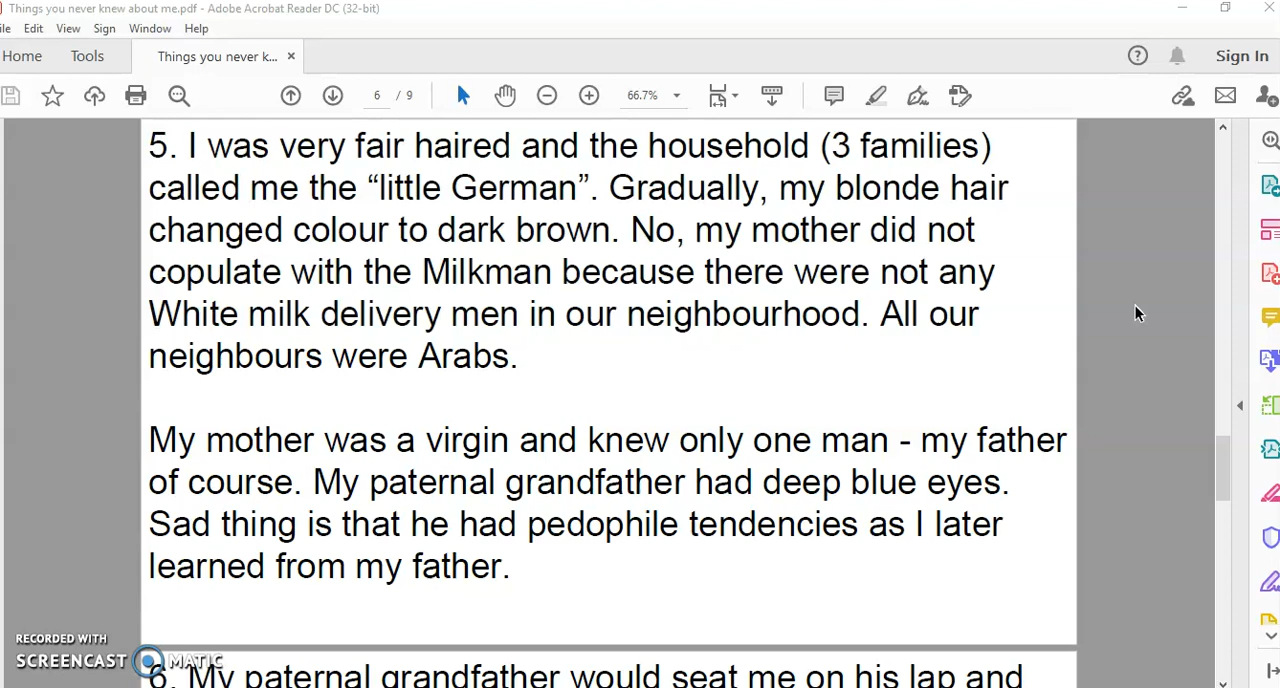 Things you never knew about me.pdf - Adobe Acrobat Reader DC (32-bit)
ile Edit View Sign Window Help
Home Tools Things you never k... × Sign In
6 / 9 66.7%
5. I was very fair haired and the household (3 families)
called me the “little German”. Gradually, my blonde hair
changed colour to dark brown. No, my mother did not
copulate with the Milkman because there were not any
White milk delivery men in our neighbourhood. All our
neighbours were Arabs.
My mother was a virgin and knew only one man - my father
of course. My paternal grandfather had deep blue eyes.
Sad thing is that he had pedophile tendencies as I later
learned from my father.
RECORDED WITH
SCREENCAST MATIC
6. My paternal grandfather would seat me on his lap and